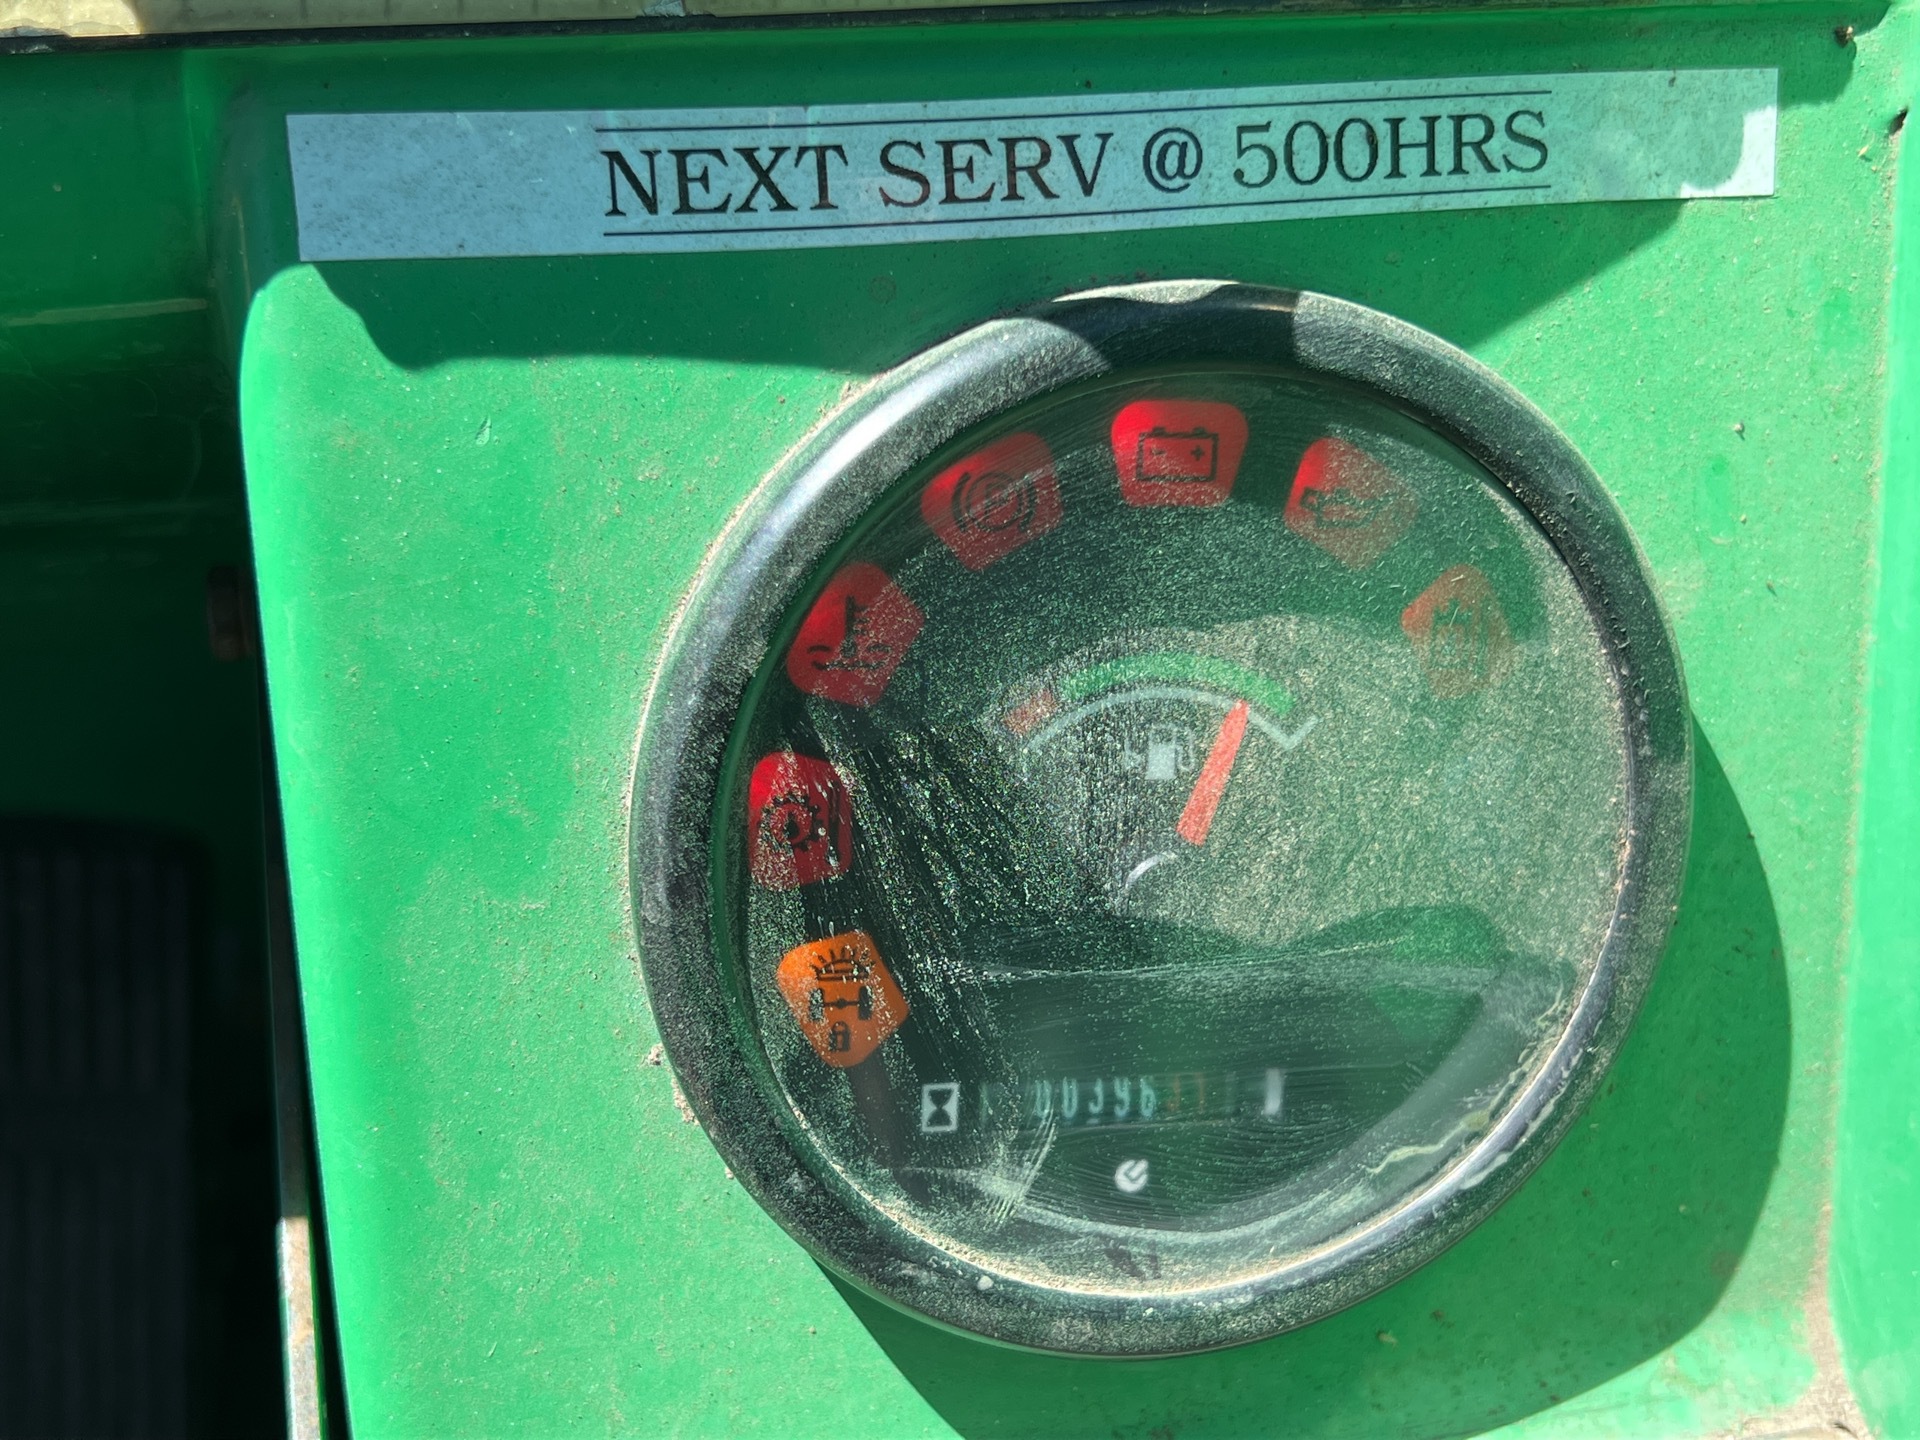 NEXT SERV @ 500HRS